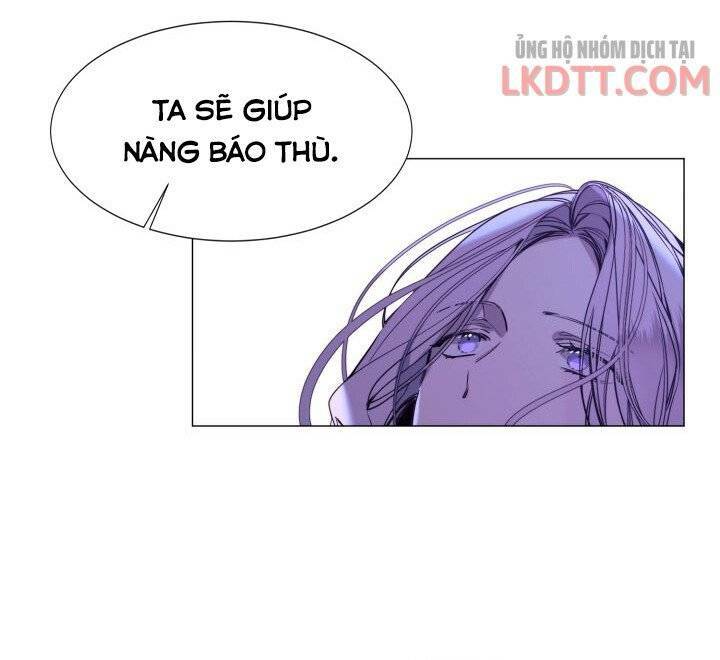 ỦNG HỘ NHÓM DỊCH TẠI
LKDTT.COM
TA SẼ GIÚP
NÀNG BÁO THÙ.